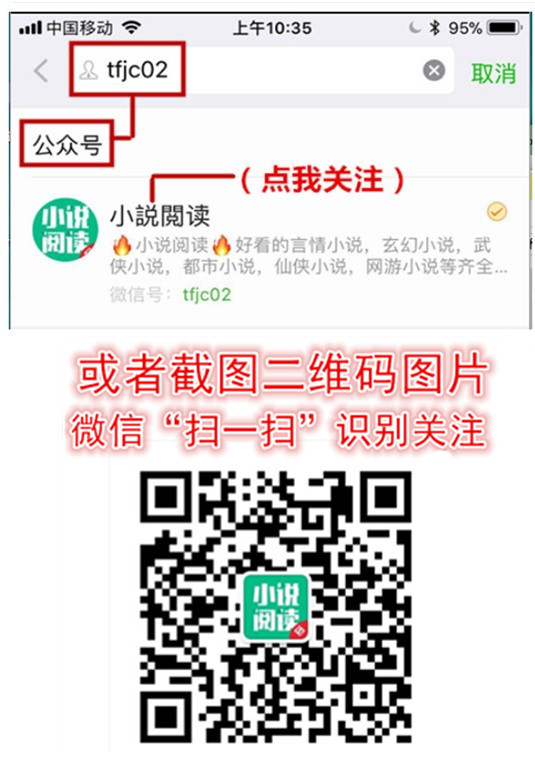 中国移动 上午10:35 95%
tfjc02 取消
公众号
(点我关注)
小说阅读
小説閲读
🔥小说阅读🔥好看的言情小说，玄幻小说，武
侠小说，都市小说，仙侠小说，网游小说等齐全...
微信号：tfjc02
或者截图二维码图片
微信“扫一扫”识别关注
小说
阅读